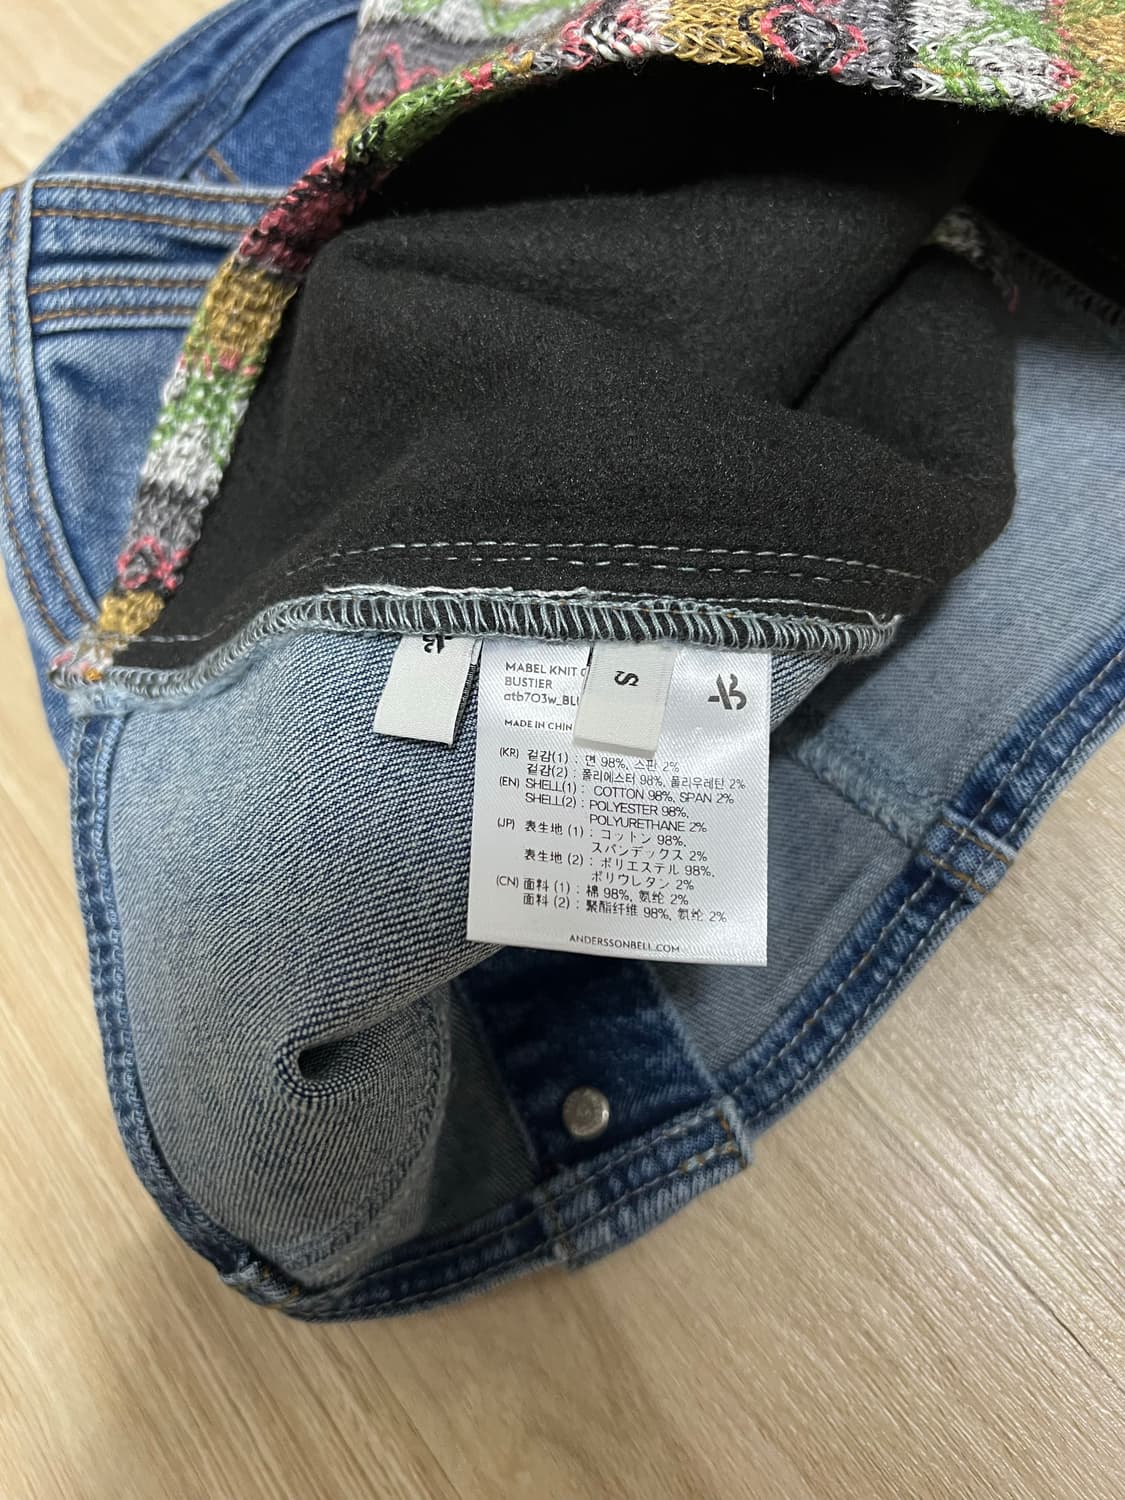 MABEL KNIT
BUSTIER
atb703w_BL
S
MADE IN CHIN
(KR) 겉감(1) : 면 98%, 스판 2%
겉감(2) : 폴리에스터 98%, 폴리우레탄 2%
(EN) SHELL(1) : COTTON 98%, SPAN 2%
SHELL(2) : POLYESTER 98%,
POLYURETHANE 2%
(JP) 表生地 (1) : コットン 98%,
スパンデックス 2%
表生地 (2) : ポリエステル 98%,
ポリウレタン 2%
(CN) 面料 (1) : 棉 98%, 氨纶 2%
面料 (2) : 聚酯纤维 98%, 氨纶 2%
ANDERSSONBELL.COM